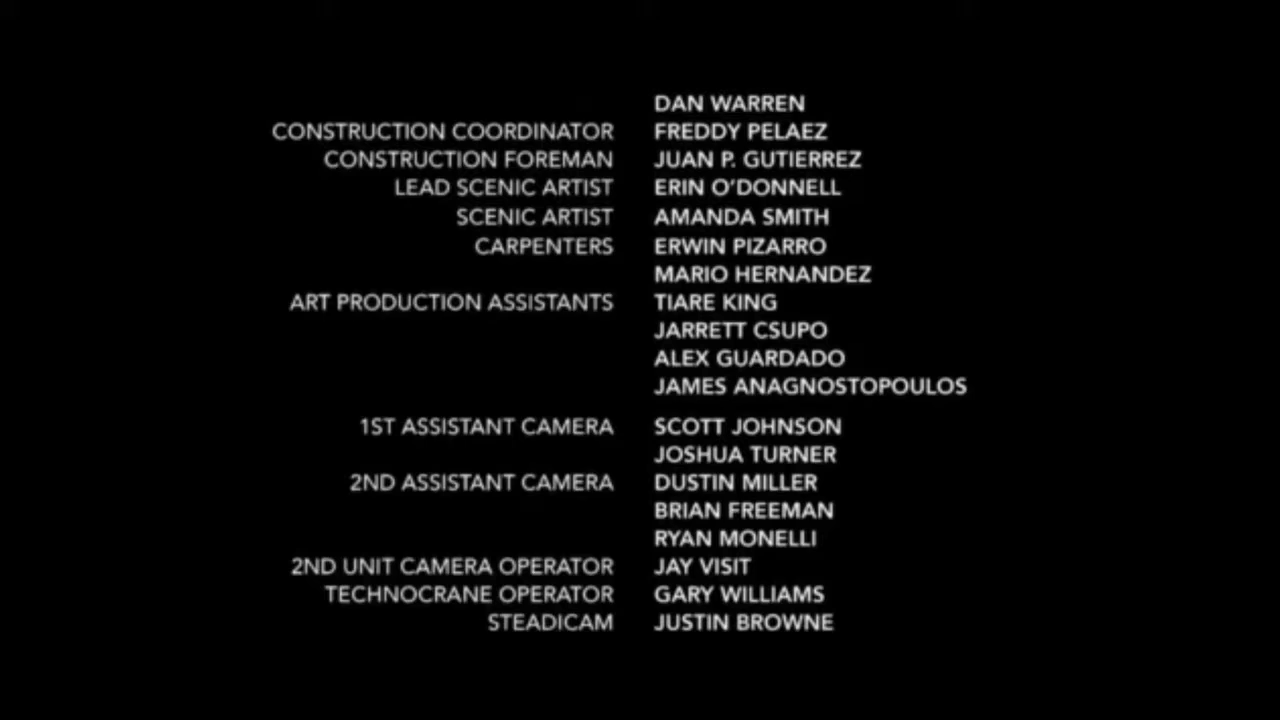 DAN WARREN
CONSTRUCTION COORDINATOR FREDDY PELAEZ
CONSTRUCTION FOREMAN JUAN P. GUTIERREZ
LEAD SCENIC ARTIST ERIN O’DONNELL
SCENIC ARTIST AMANDA SMITH
CARPENTERS ERWIN PIZARRO
MARIO HERNANDEZ
ART PRODUCTION ASSISTANTS TIARE KING
JARRETT CSUPO
ALEX GUARDADO
JAMES ANAGNOSTOPOULOS
1ST ASSISTANT CAMERA SCOTT JOHNSON
JOSHUA TURNER
2ND ASSISTANT CAMERA DUSTIN MILLER
BRIAN FREEMAN
RYAN MONELLI
2ND UNIT CAMERA OPERATOR JAY VISIT
TECHNOCRANE OPERATOR GARY WILLIAMS
STEADICAM JUSTIN BROWNE